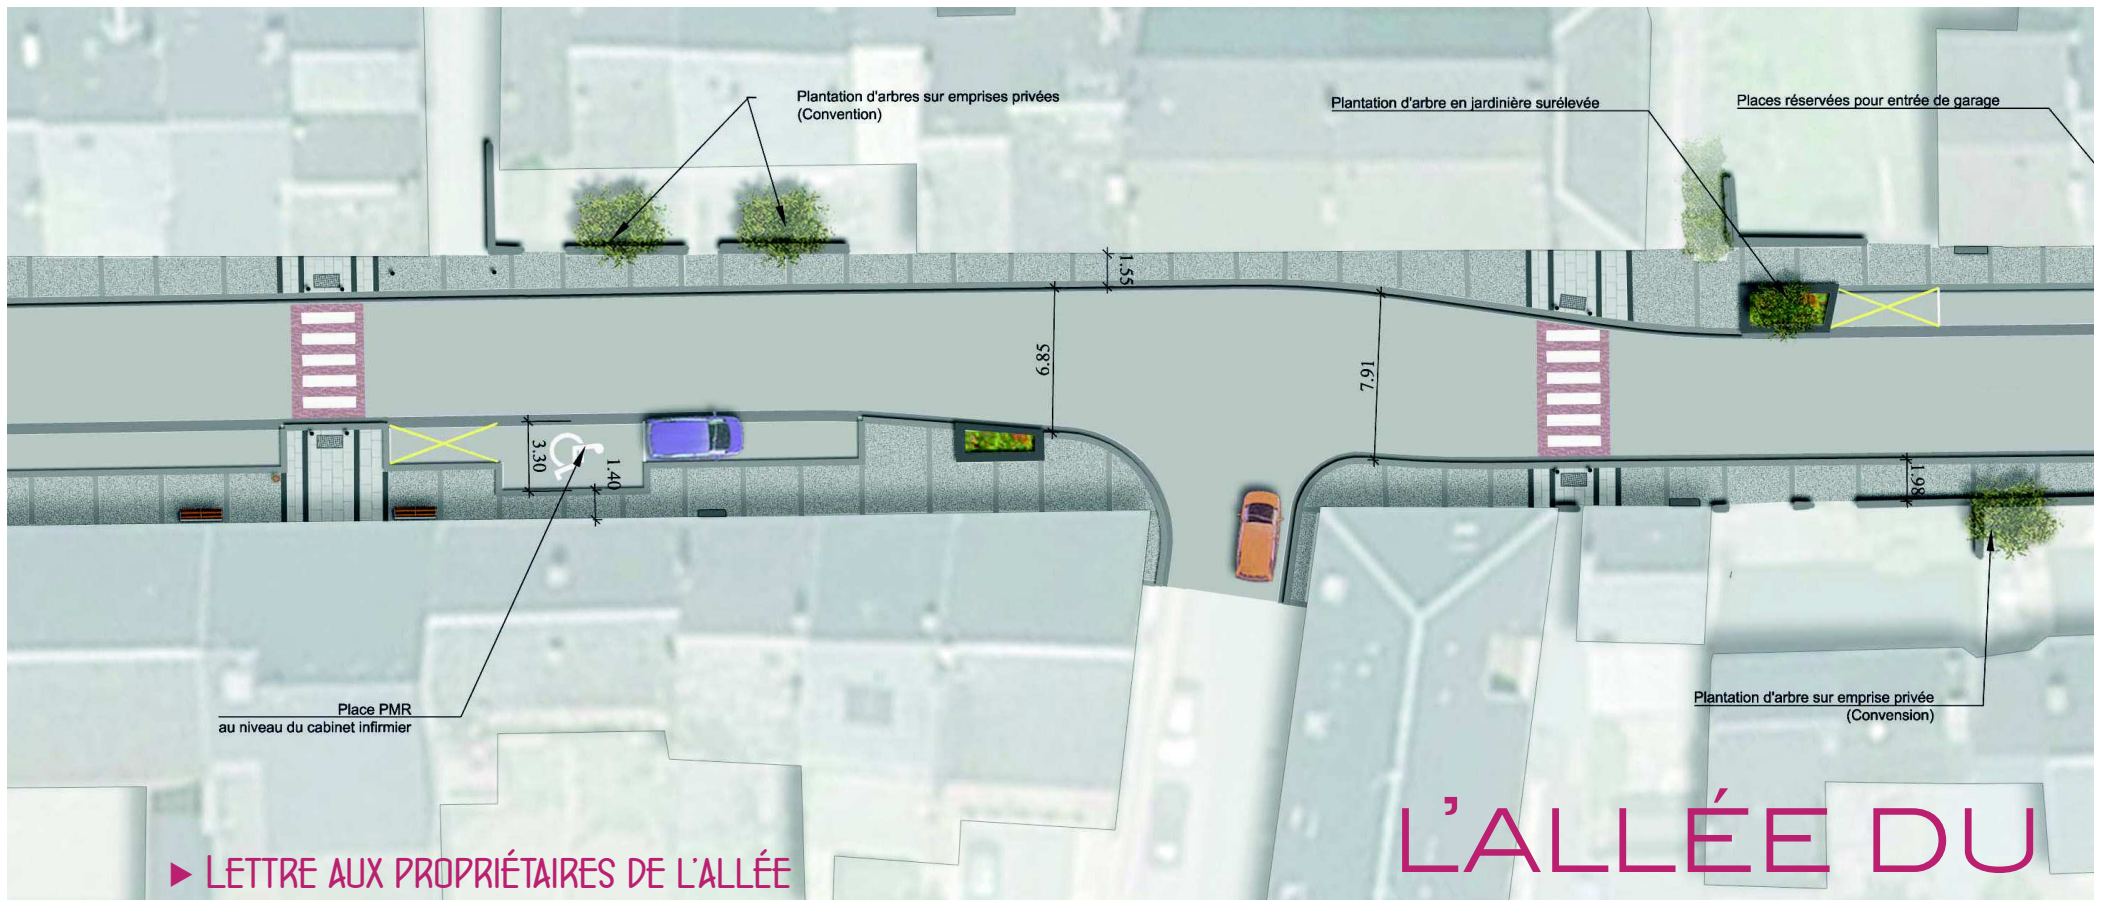 Plantation d'arbres sur emprises privées
(Convention)
Plantation d'arbre en jardinière surélevée
Places réservées pour entrée de garage
1.55
6.85
7.91
3.30
1.40
1.98
Place PMR
au niveau du cabinet infirmier
Plantation d'arbre sur emprise privée
(Convension)
LETTRE AUX PROPRIÉTAIRES DE L'ALLÉE
L'ALLÉE DU